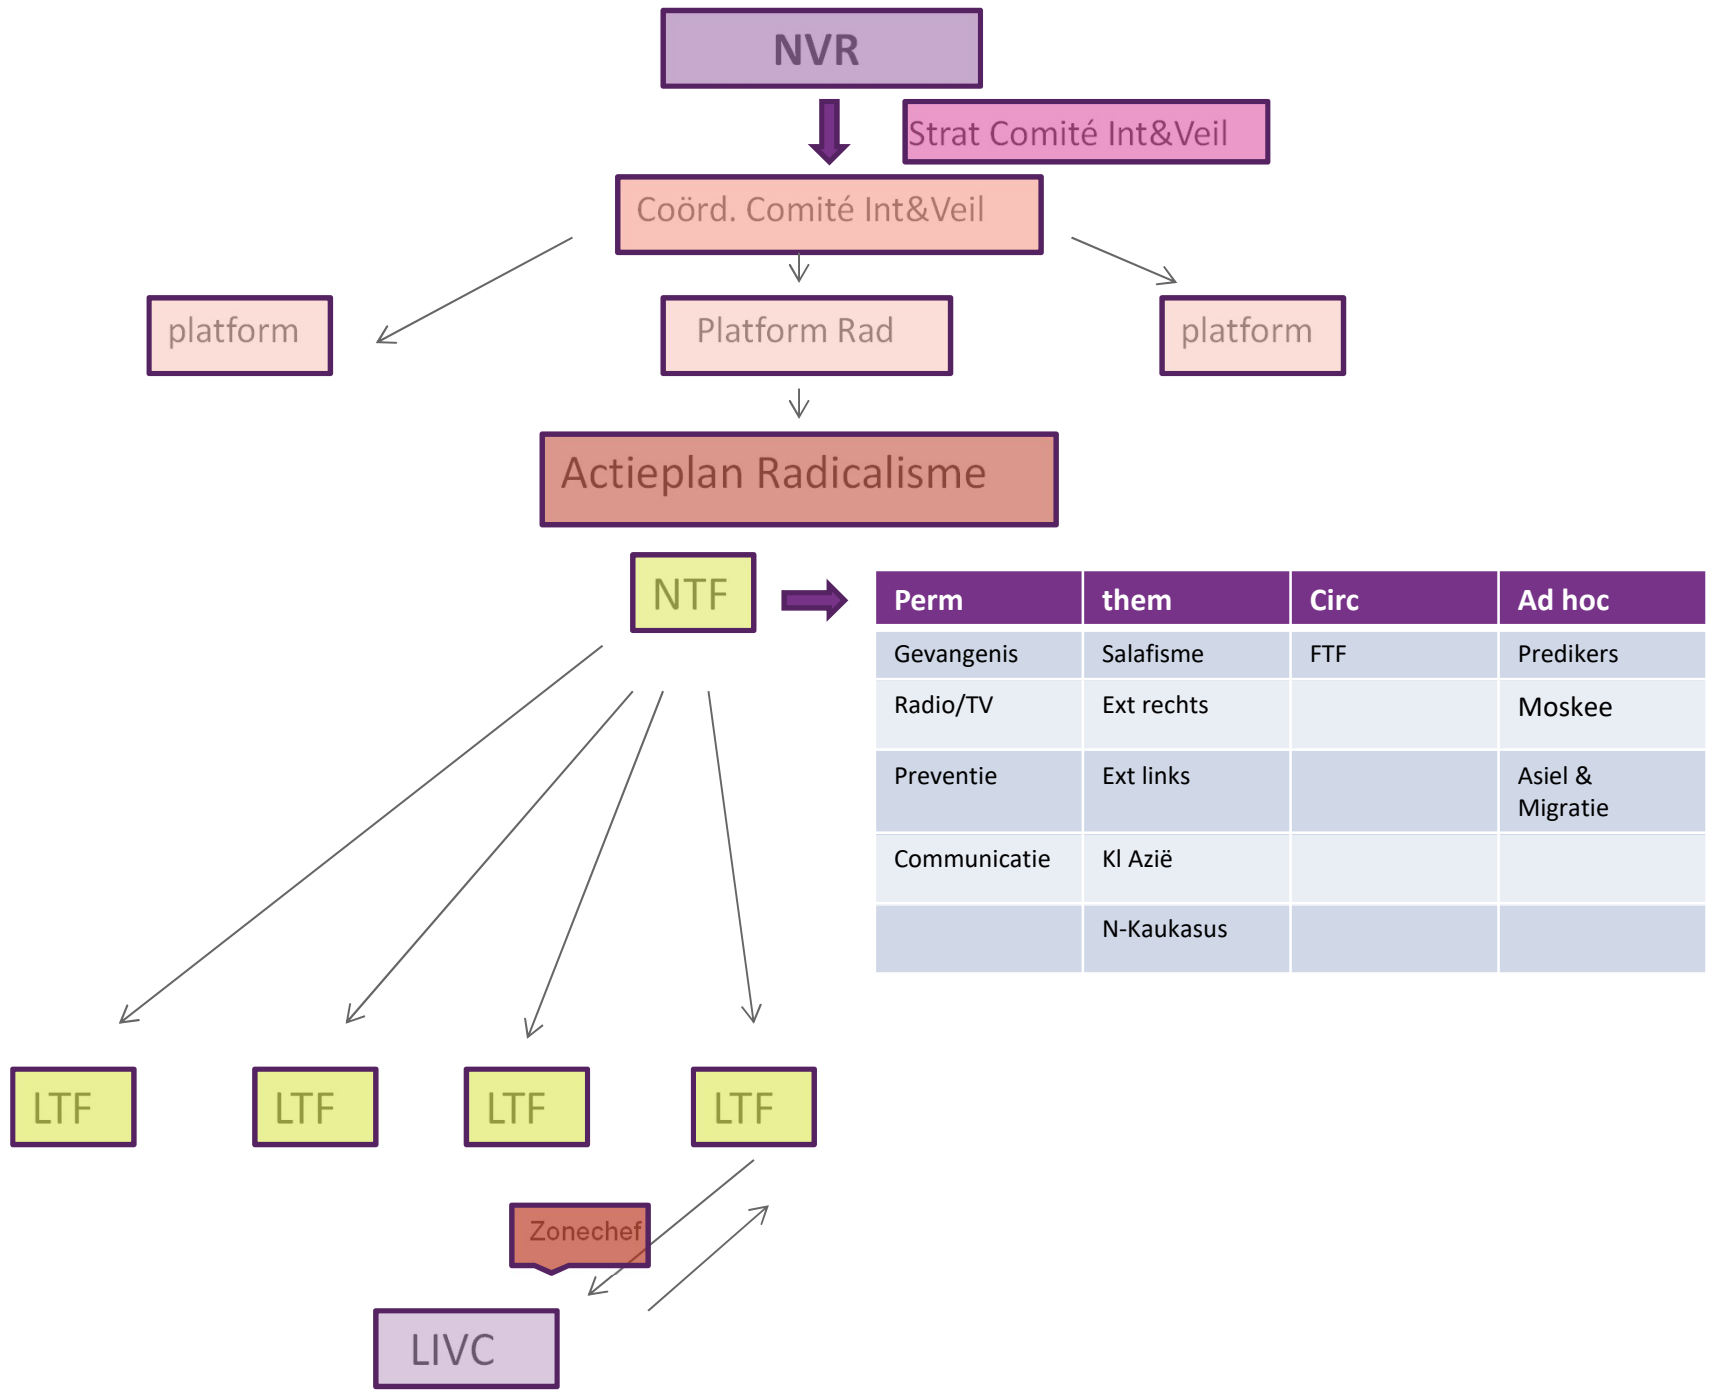 NVR
Strat Comité Int&Veil
Coörd. Comité Int&Veil
platform
Platform Rad
platform
Actieplan Radicalisme
NTF
Perm them Circ Ad hoc
Gevangenis Salafisme FTF Predikers
Radio/TV Ext rechts Moskee
Preventie Ext links Asiel &
Migratie
Communicatie Kl Azië
N-Kaukasus
LTF
LTF
LTF
LTF
Zonechef
LIVC